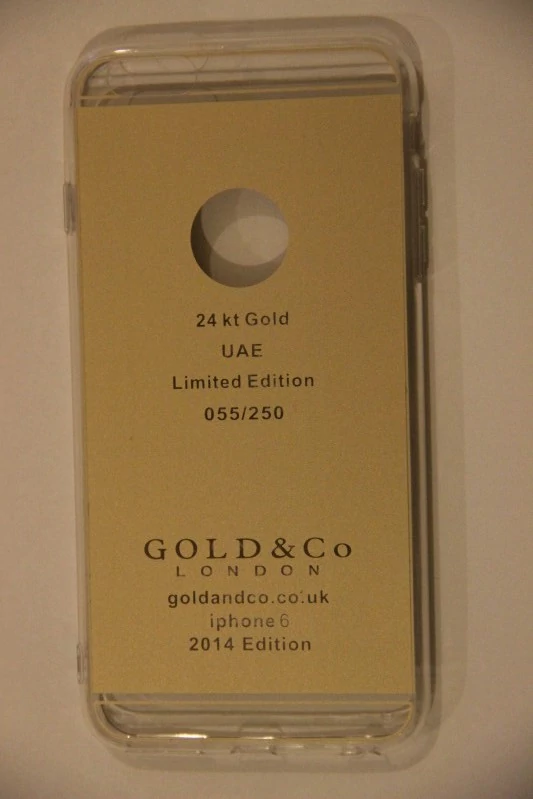 24 kt Gold
UAE
Limited Edition
055/250
GOLD&Co
LONDON
goldandco.co.uk
iphone 6
2014 Edition